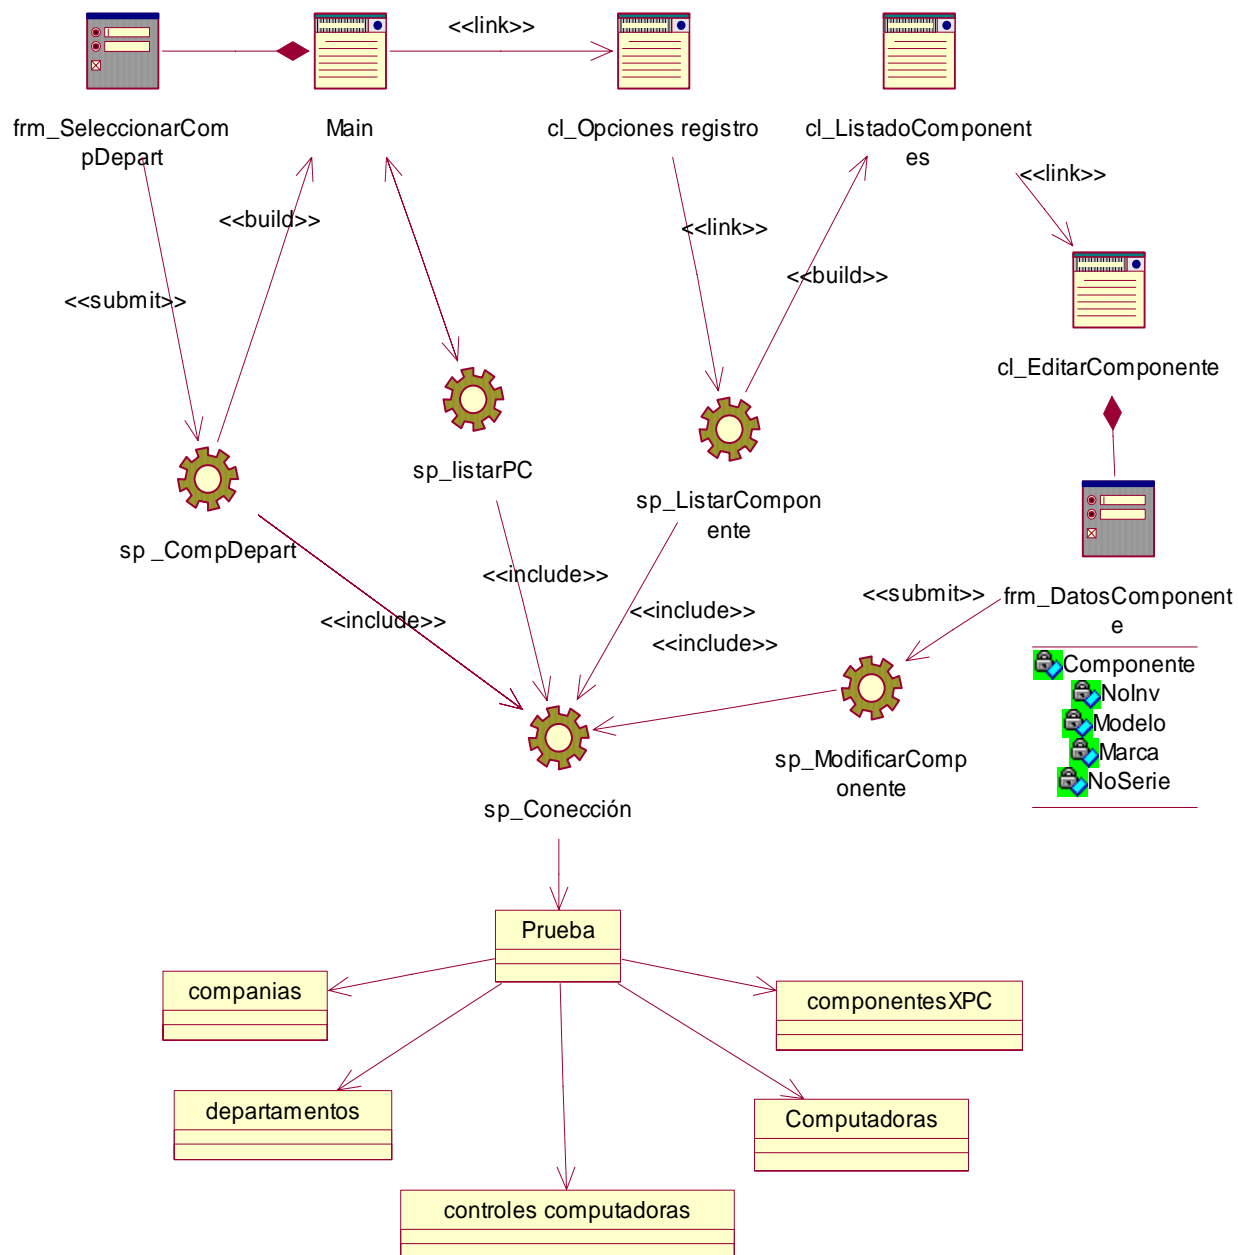 <<link>>
frm_SeleccionarCom
pDepart
Main
cl_Opciones registro
cl_ListadoComponent
es
<<link>>
<<build>>
<<link>>
<<submit>>
<<build>>
cl_EditarComponente
sp_listarPC
sp_ListarCompon
ente
sp _CompDepart
<<include>>
<<submit>>
frm_DatosComponent
e
<<include>>
<<include>>
<<include>>
Componente
NoInv
Modelo
Marca
NoSerie
sp_ModificarComp
onente
sp_Conección
Prueba
companias
componentesXPC
departamentos
Computadoras
controles computadoras